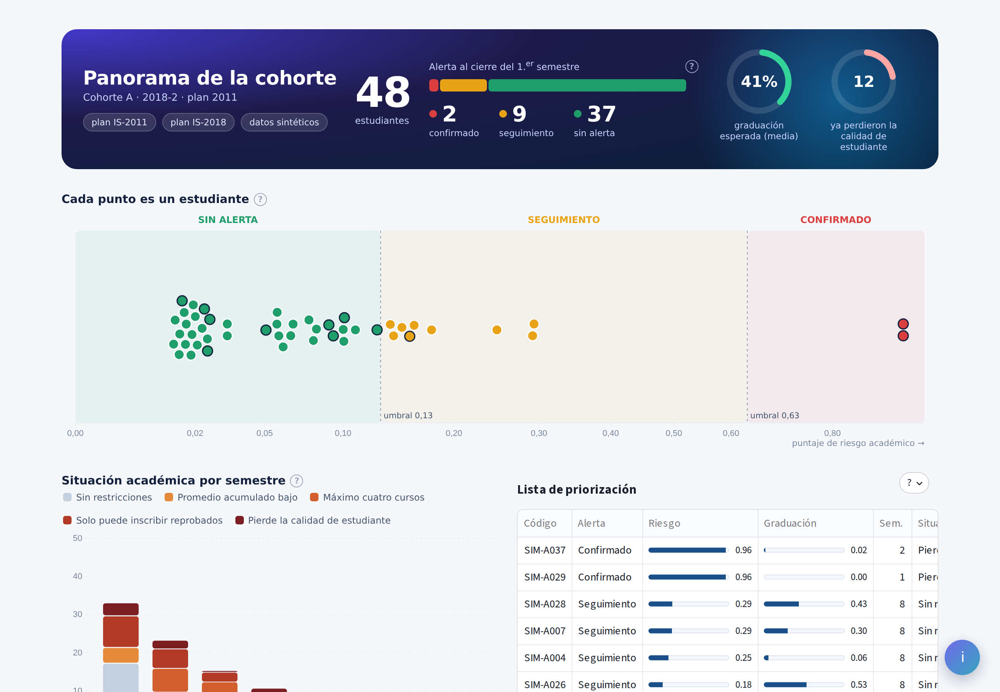 Panorama de la cohorte
Cohorte A · 2018-2 · plan 2011
plan IS-2011 plan IS-2018 datos sintéticos
48
estudiantes
Alerta al cierre del 1.er semestre ?
2 9 37
confirmado seguimiento sin alerta
41%
graduación
esperada (media)
12
ya perdieron la
calidad de
estudiante
Cada punto es un estudiante ?
SIN ALERTA SEGUIMIENTO CONFIRMADO
umbral 0,13 umbral 0,63
0,00 0,02 0,05 0,10 0,20 0,30 0,40 0,50 0,60 0,80
puntaje de riesgo académico →
Situación académica por semestre ?
Sin restricciones Promedio acumulado bajo Máximo cuatro cursos
Solo puede inscribir reprobados Pierde la calidad de estudiante
50
40
30
20
10
Lista de priorización
?
Código Alerta Riesgo Graduación Sem. Situa
SIM-A037 Confirmado 0.96 0.02 2 Pier
SIM-A029 Confirmado 0.96 0.00 1 Pier
SIM-A028 Seguimiento 0.29 0.43 8 Sin r
SIM-A007 Seguimiento 0.29 0.30 8 Sin r
SIM-A004 Seguimiento 0.25 0.06 8 Sin r
SIM-A026 Seguimiento 0.18 0.53 8 Sin r
i